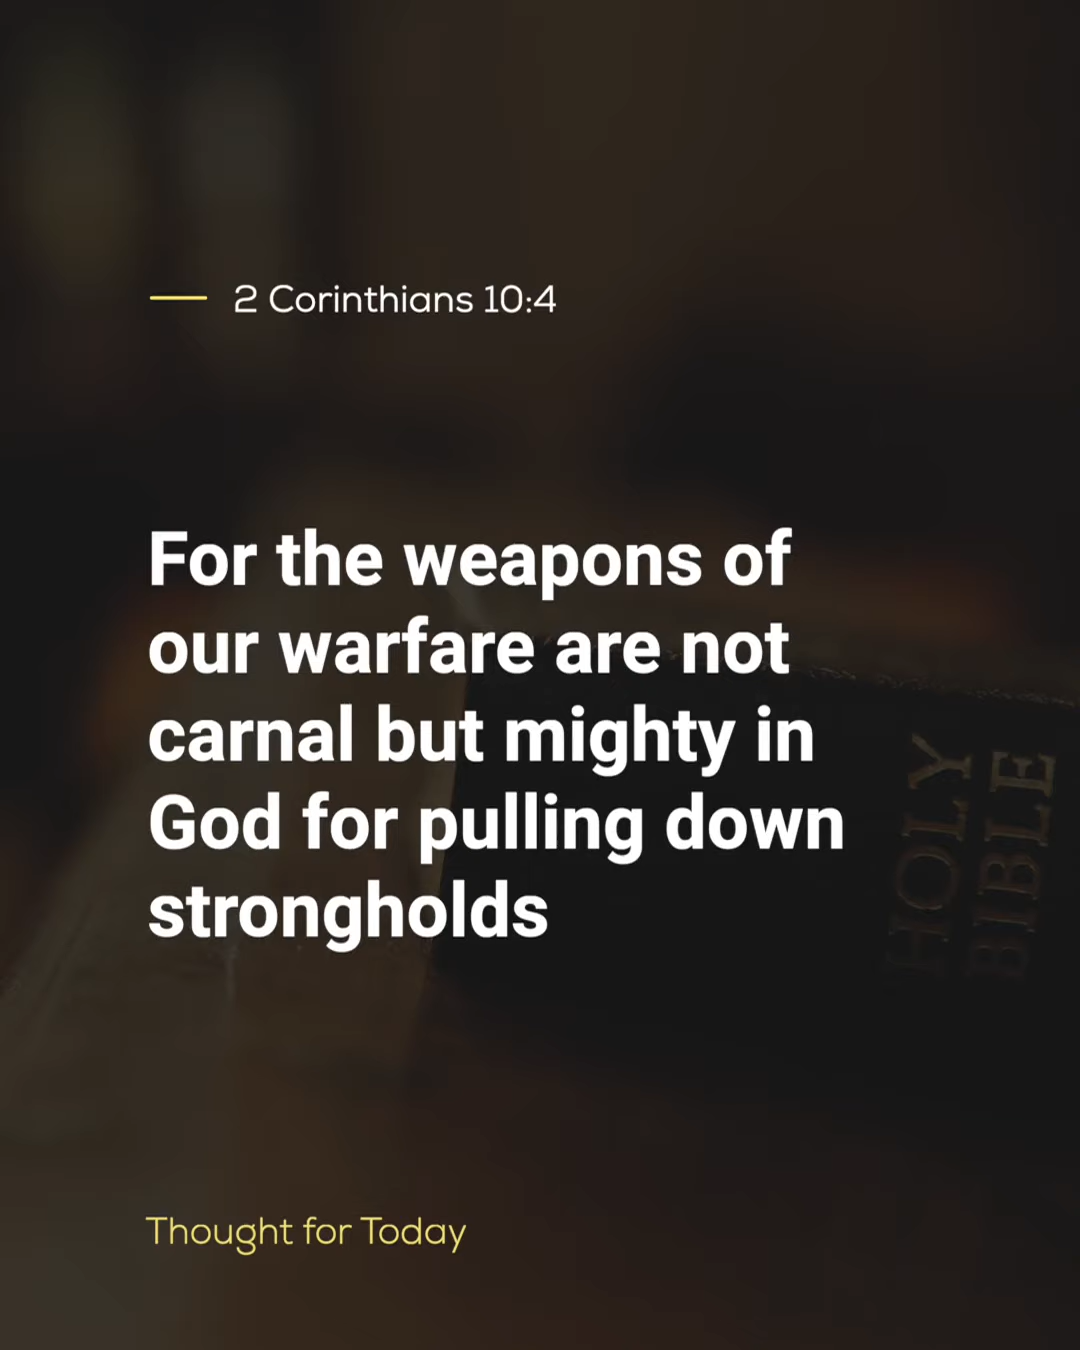 2 Corinthians 10:4
For the weapons of
our warfare are not
carnal but mighty in
God for pulling down
strongholds
HOLY
BIBLE
Thought for Today